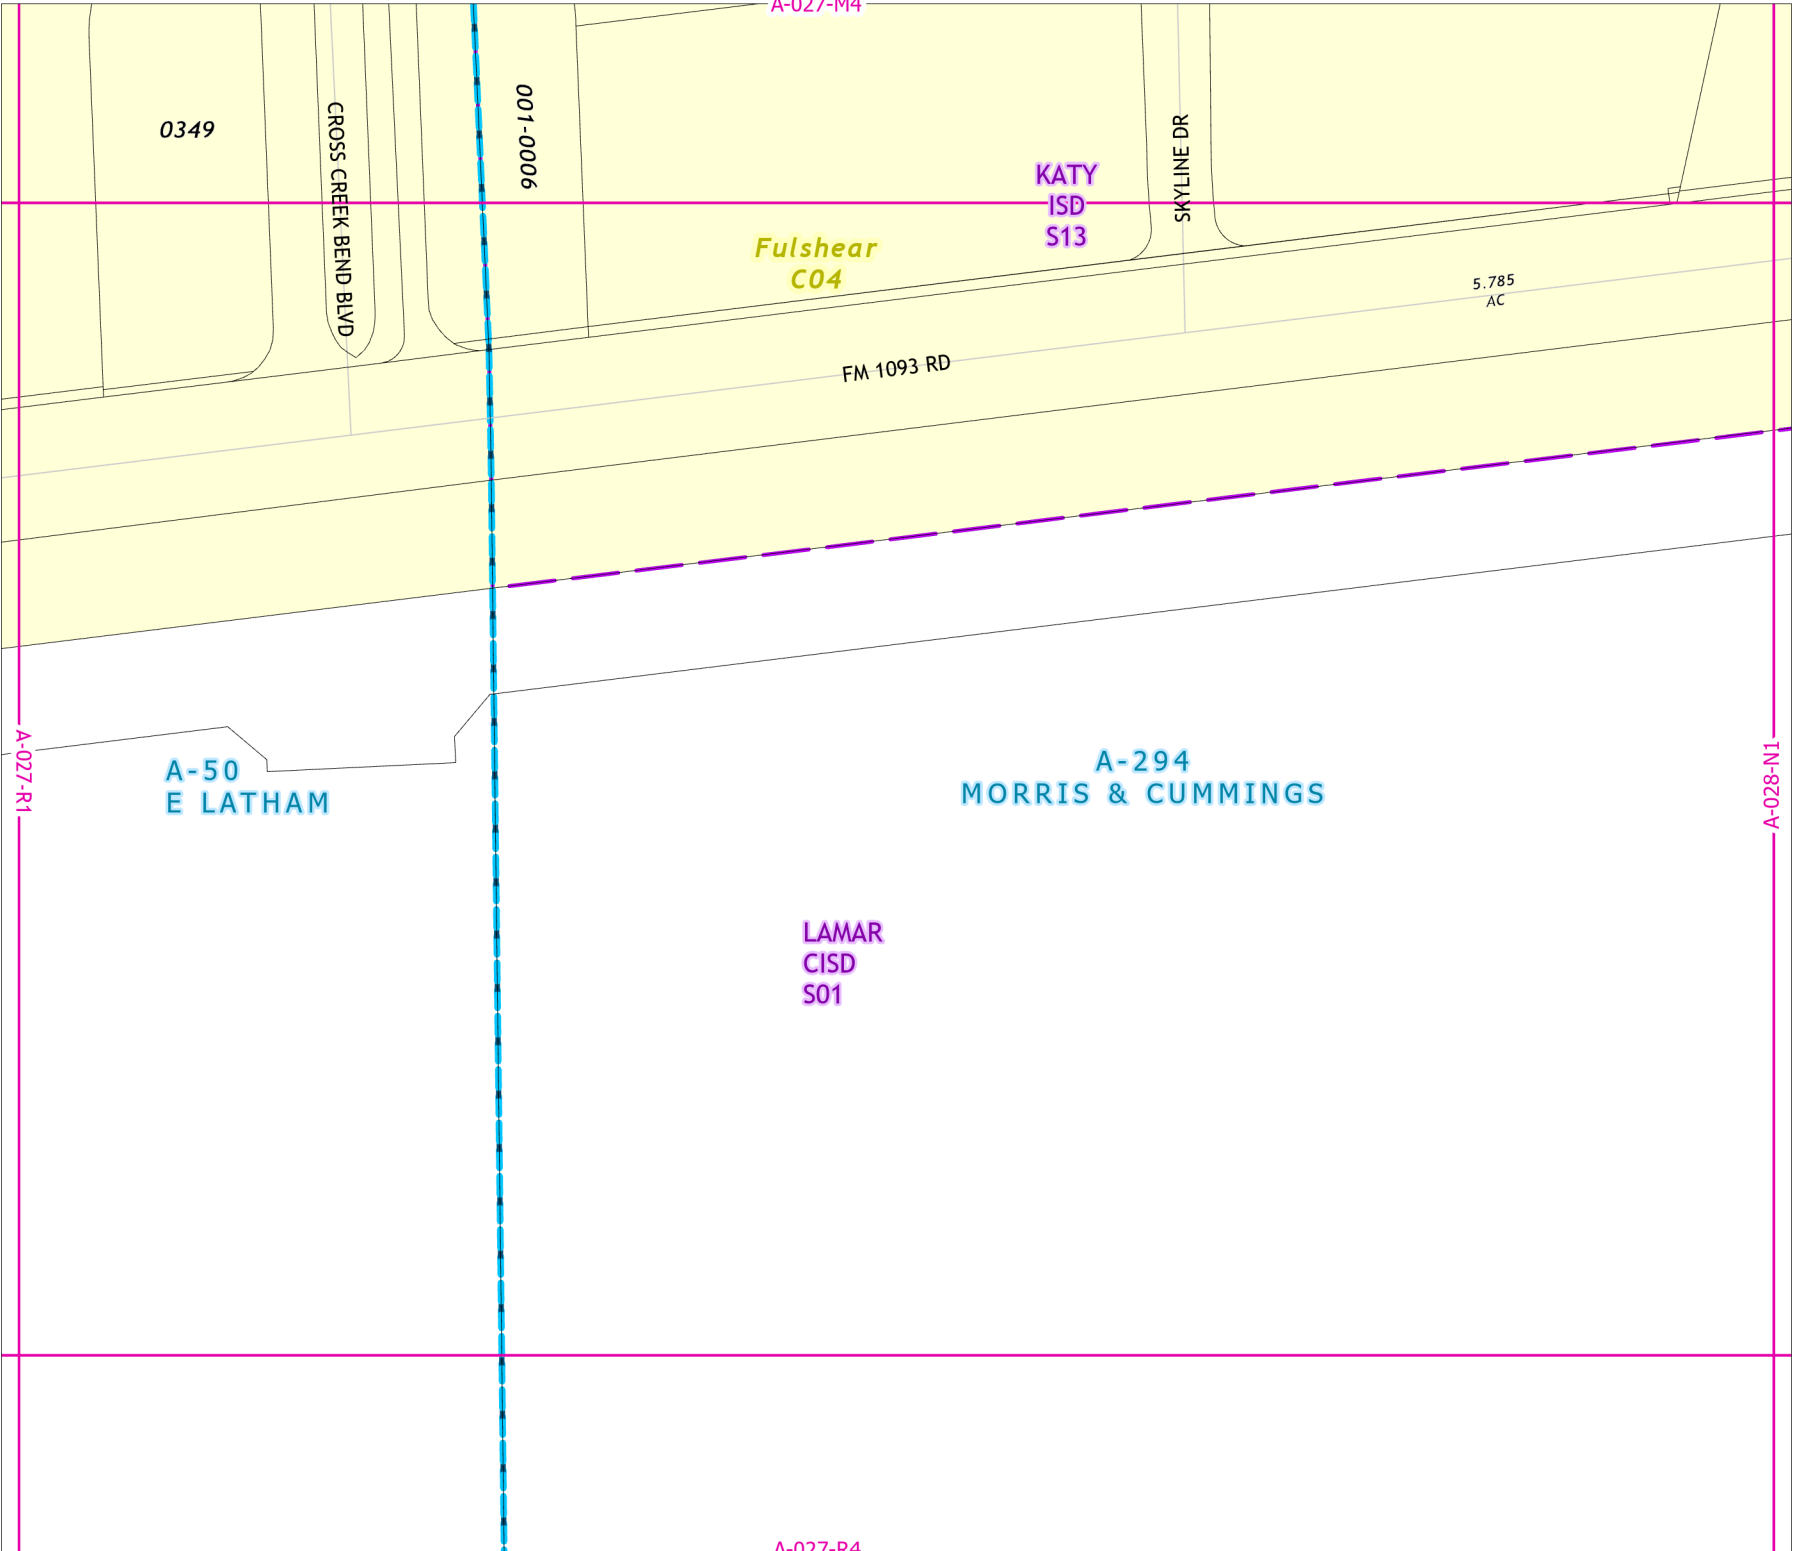 A-027-M4
0349
CROSS CREEK BEND BLVD
001-0006
SKYLINE DR
KATY
ISD
S13
Fulshear
C04
5.785
AC
FM 1093 RD
A-027-R1
A-50
E LATHAM
A-294
MORRIS & CUMMINGS
A-028-N1
LAMAR
CISD
S01
A-027-R4